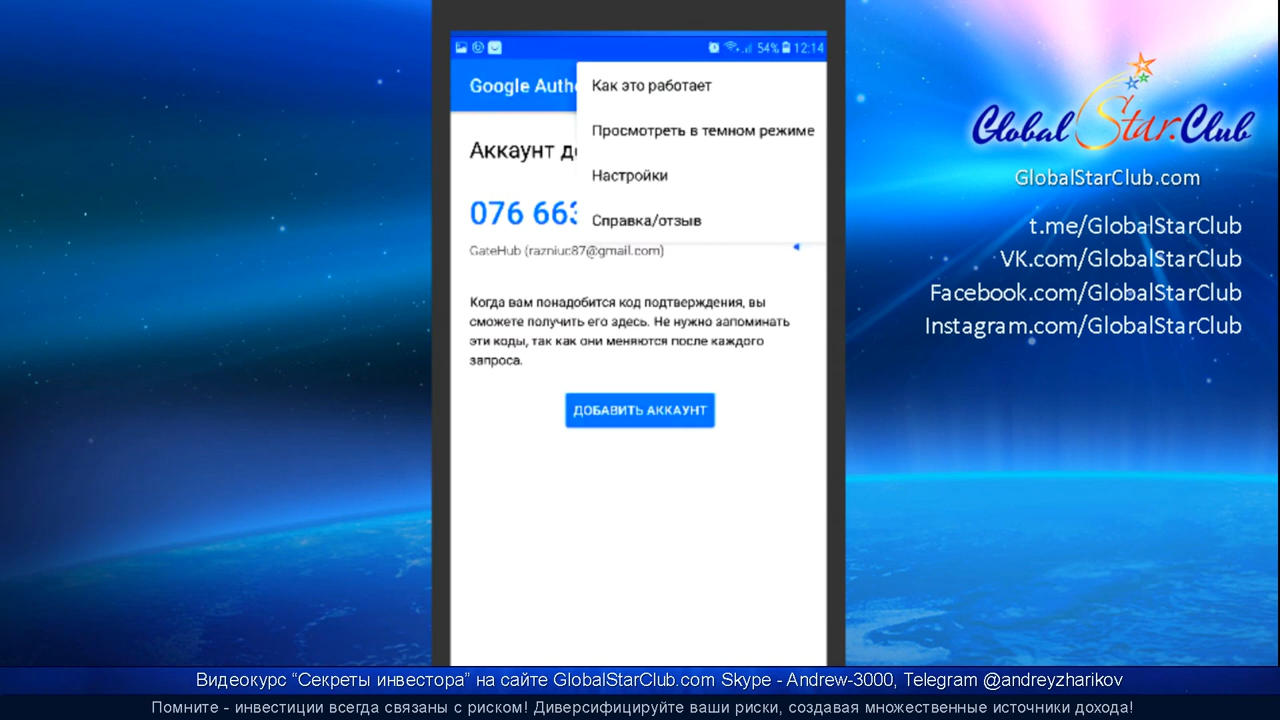 54% 12:14
Google Auth
Как это работает
Просмотреть в темном режиме
Настройки
Справка/отзыв
Аккаунт д
076 663
GateHub (razniuc87@gmail.com)
Когда вам понадобится код подтверждения, вы
сможете получить его здесь. Не нужно запоминать
эти коды, так как они меняются после каждого
запроса.
ДОБАВИТЬ АККАУНТ
Global Star.Club
GlobalStarClub.com
t.me/GlobalStarClub
VK.com/GlobalStarClub
Facebook.com/GlobalStarClub
Instagram.com/GlobalStarClub
Видеокурс “Секреты инвестора” на сайте GlobalStarClub.com Skype - Andrew-3000, Telegram @andreyzharikov
Помните - инвестиции всегда связаны с риском! Диверсифицируйте ваши риски, создавая множественные источники дохода!